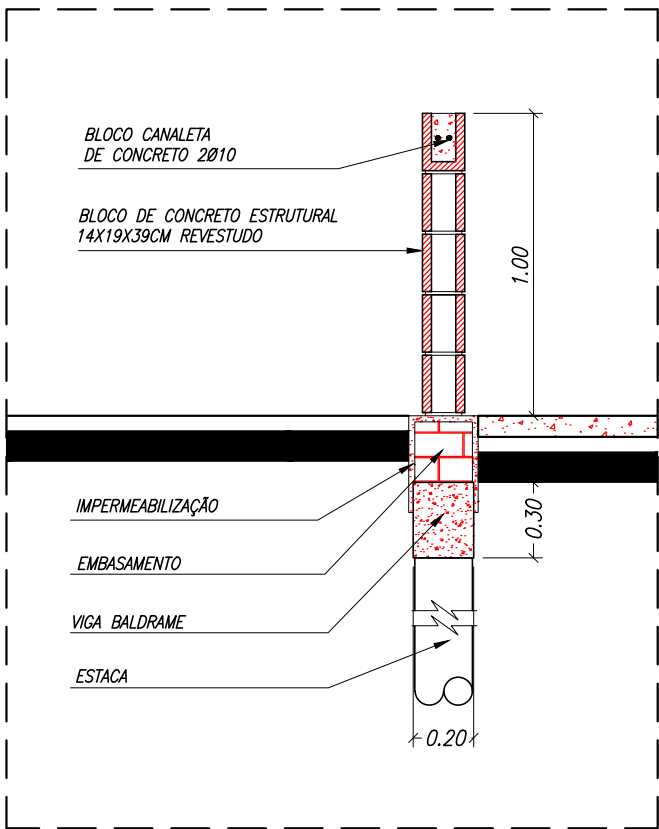 BLOCO CANALETA
DE CONCRETO 2Ø10
BLOCO DE CONCRETO ESTRUTURAL
14X19X39CM REVESTUDO
1.00
IMPERMEABILIZAÇÃO
0.30
EMBASAMENTO
VIGA BALDRAME
ESTACA
0.20